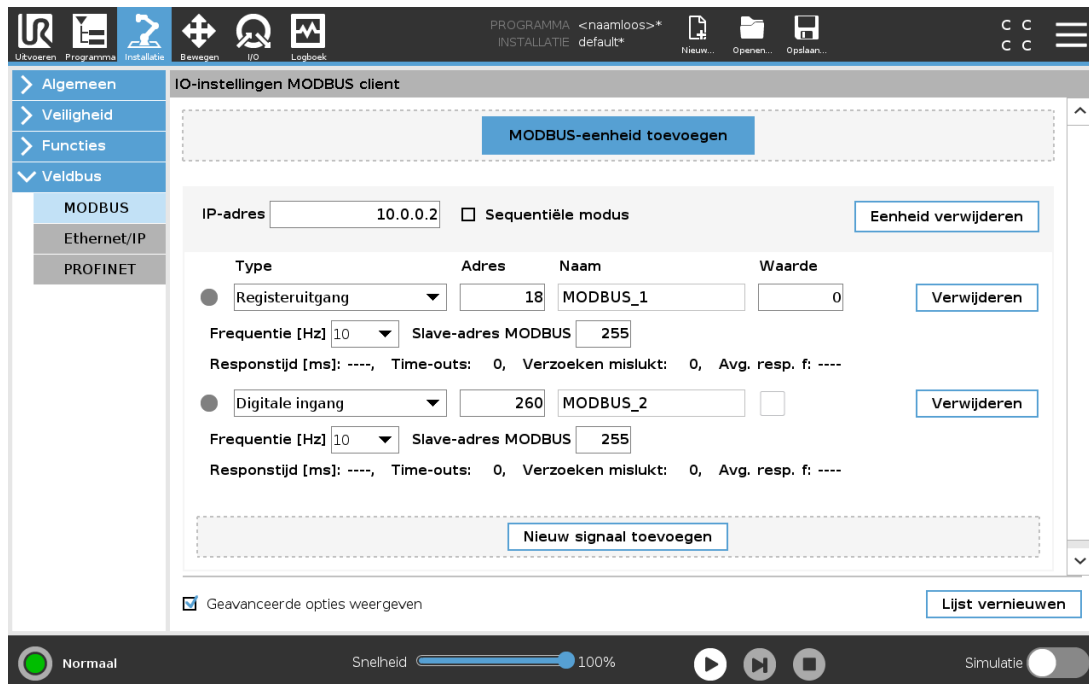 PROGRAMMA <naamloos>*
INSTALLATIE default*
Uitvoeren Programma Installatie Bewegen I/O Logboek Nieuw... Openen... Opslaan...
C C
C C
Algemeen
Veiligheid
Functies
Veldbus
MODBUS
Ethernet/IP
PROFINET
IO-instellingen MODBUS client
MODBUS-eenheid toevoegen
IP-adres 10.0.0.2 Sequentiële modus Eenheid verwijderen
Type Adres Naam Waarde
Registeruitgang 18 MODBUS_1 0 Verwijderen
Frequentie [Hz] 10 Slave-adres MODBUS 255
Responstijd [ms]: ----, Time-outs: 0, Verzoeken mislukt: 0, Avg. resp. f: ----
Digitale ingang 260 MODBUS_2 Verwijderen
Frequentie [Hz] 10 Slave-adres MODBUS 255
Responstijd [ms]: ----, Time-outs: 0, Verzoeken mislukt: 0, Avg. resp. f: ----
Nieuw signaal toevoegen
Geavanceerde opties weergeven Lijst vernieuwen
Normaal Snelheid 100% Simulatie